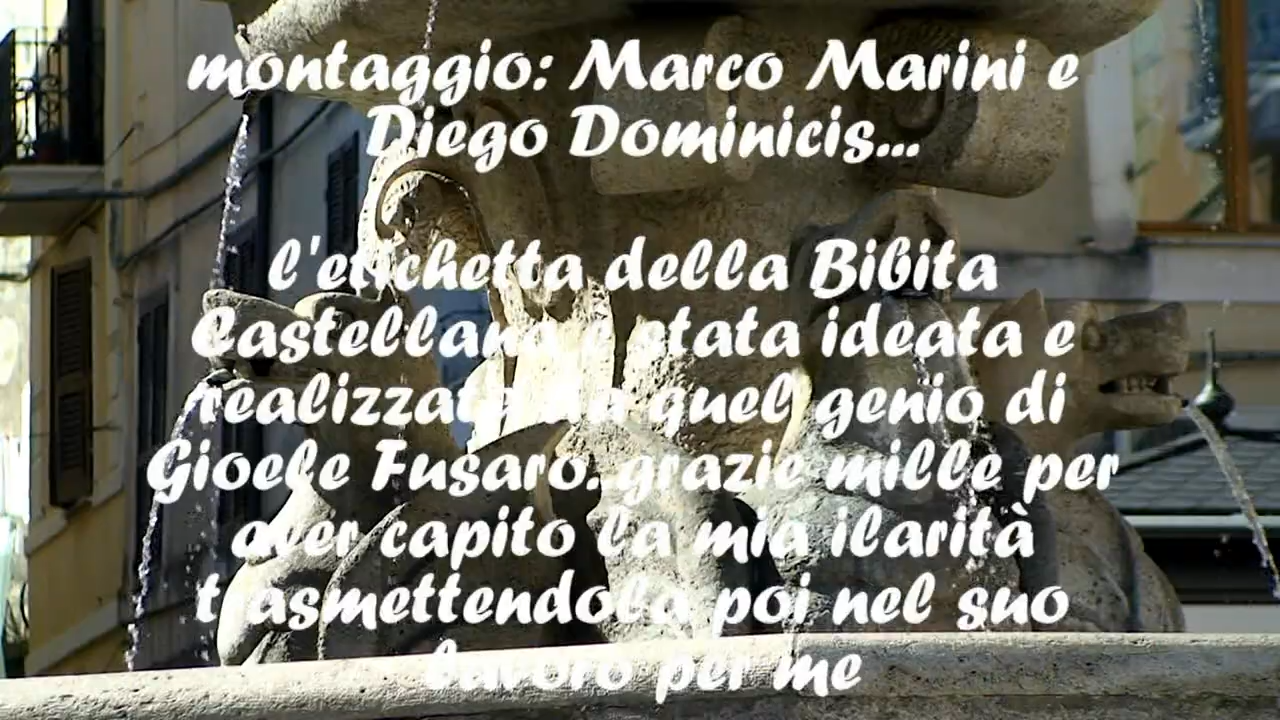 montaggio: Marco Marini e
Diego Dominicis...
l'etichetta della Bibita
Castellana è stata ideata e
realizzata da quel genio di
Gioele Fusaro..grazie mille per
aver capito la mia ilarità
trasmettendola poi nel suo
lavoro per me